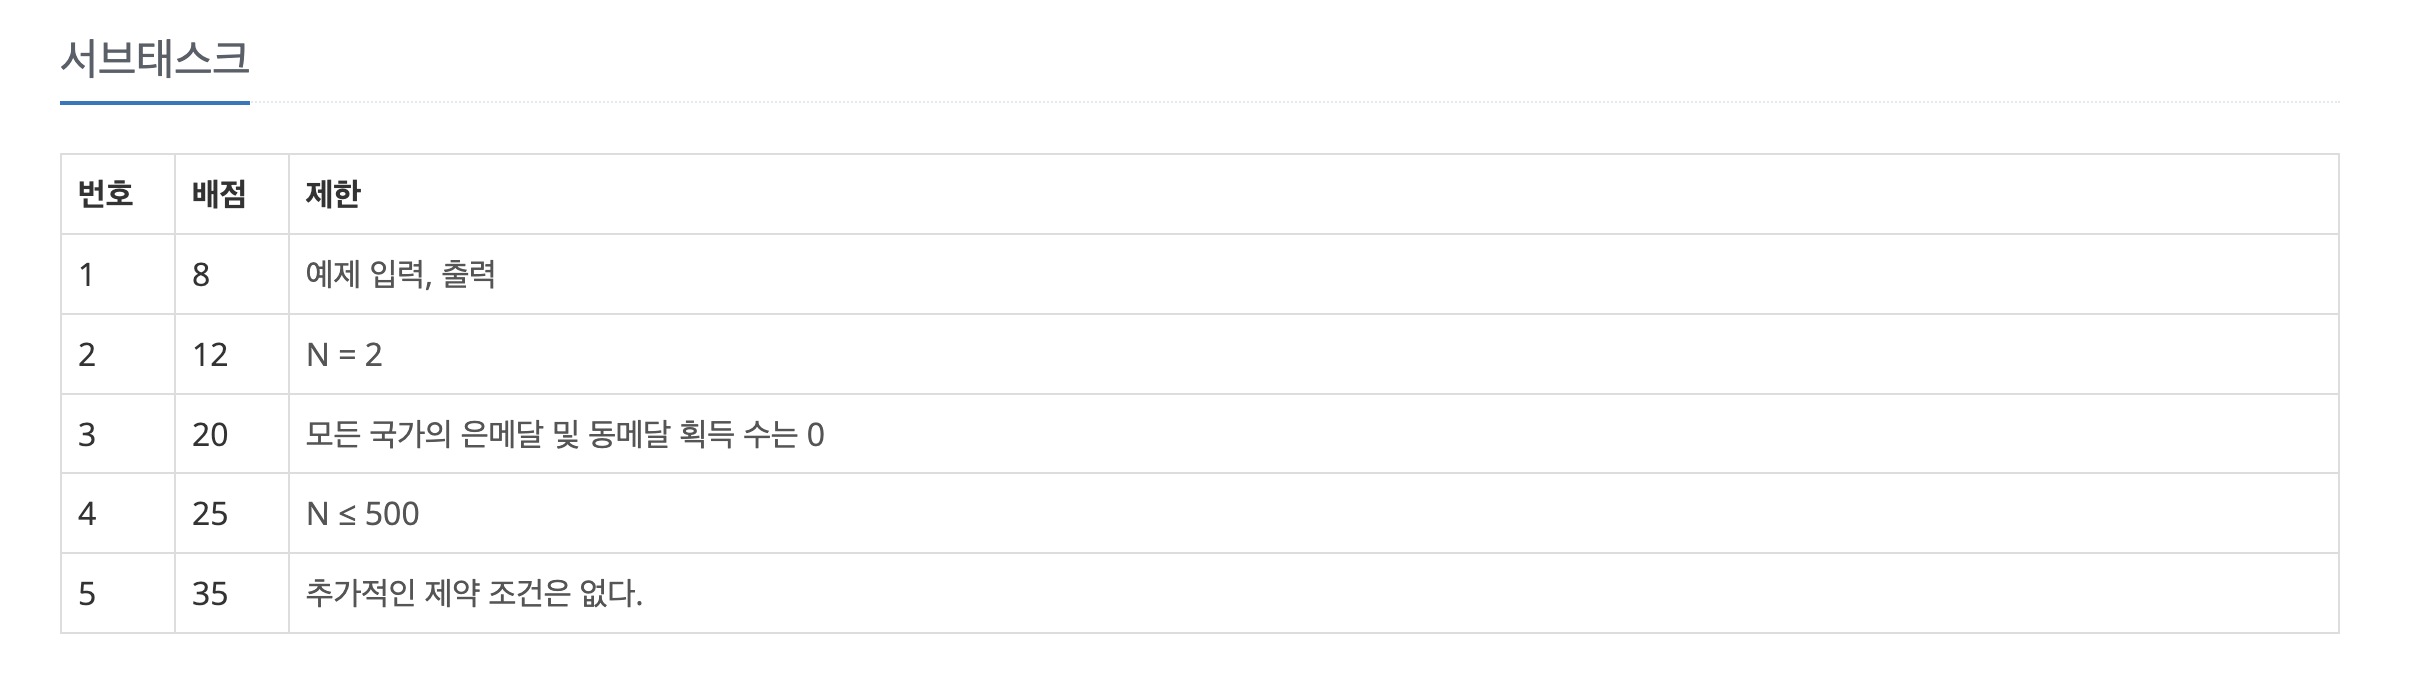 서브태스크
번호 배점 제한
1 8 예제 입력, 출력
2 12 N = 2
3 20 모든 국가의 은메달 및 동메달 획득 수는 0
4 25 N ≤ 500
5 35 추가적인 제약 조건은 없다.